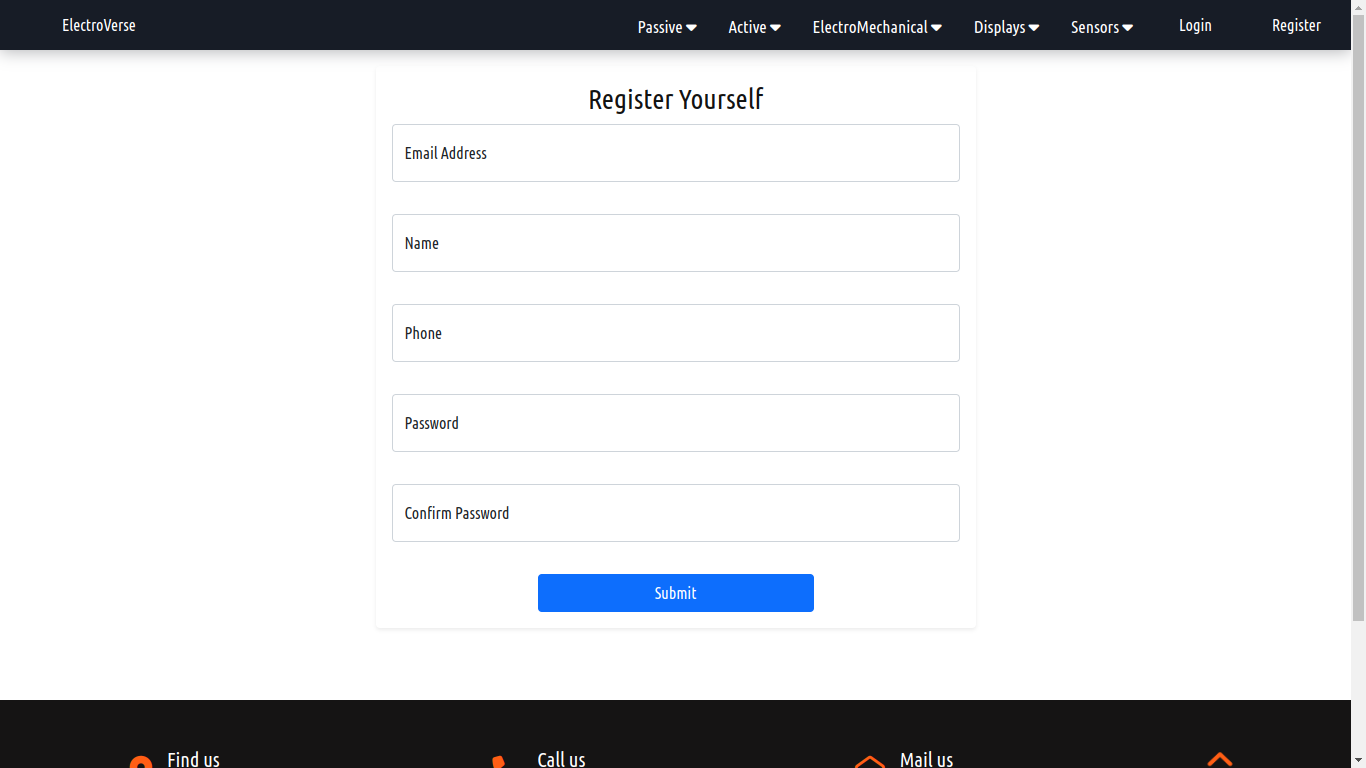 ElectroVerse Passive Active ElectroMechanical Displays Sensors Login Register
Register Yourself
Email Address
Name
Phone
Password
Confirm Password
Submit
Find us Call us Mail us